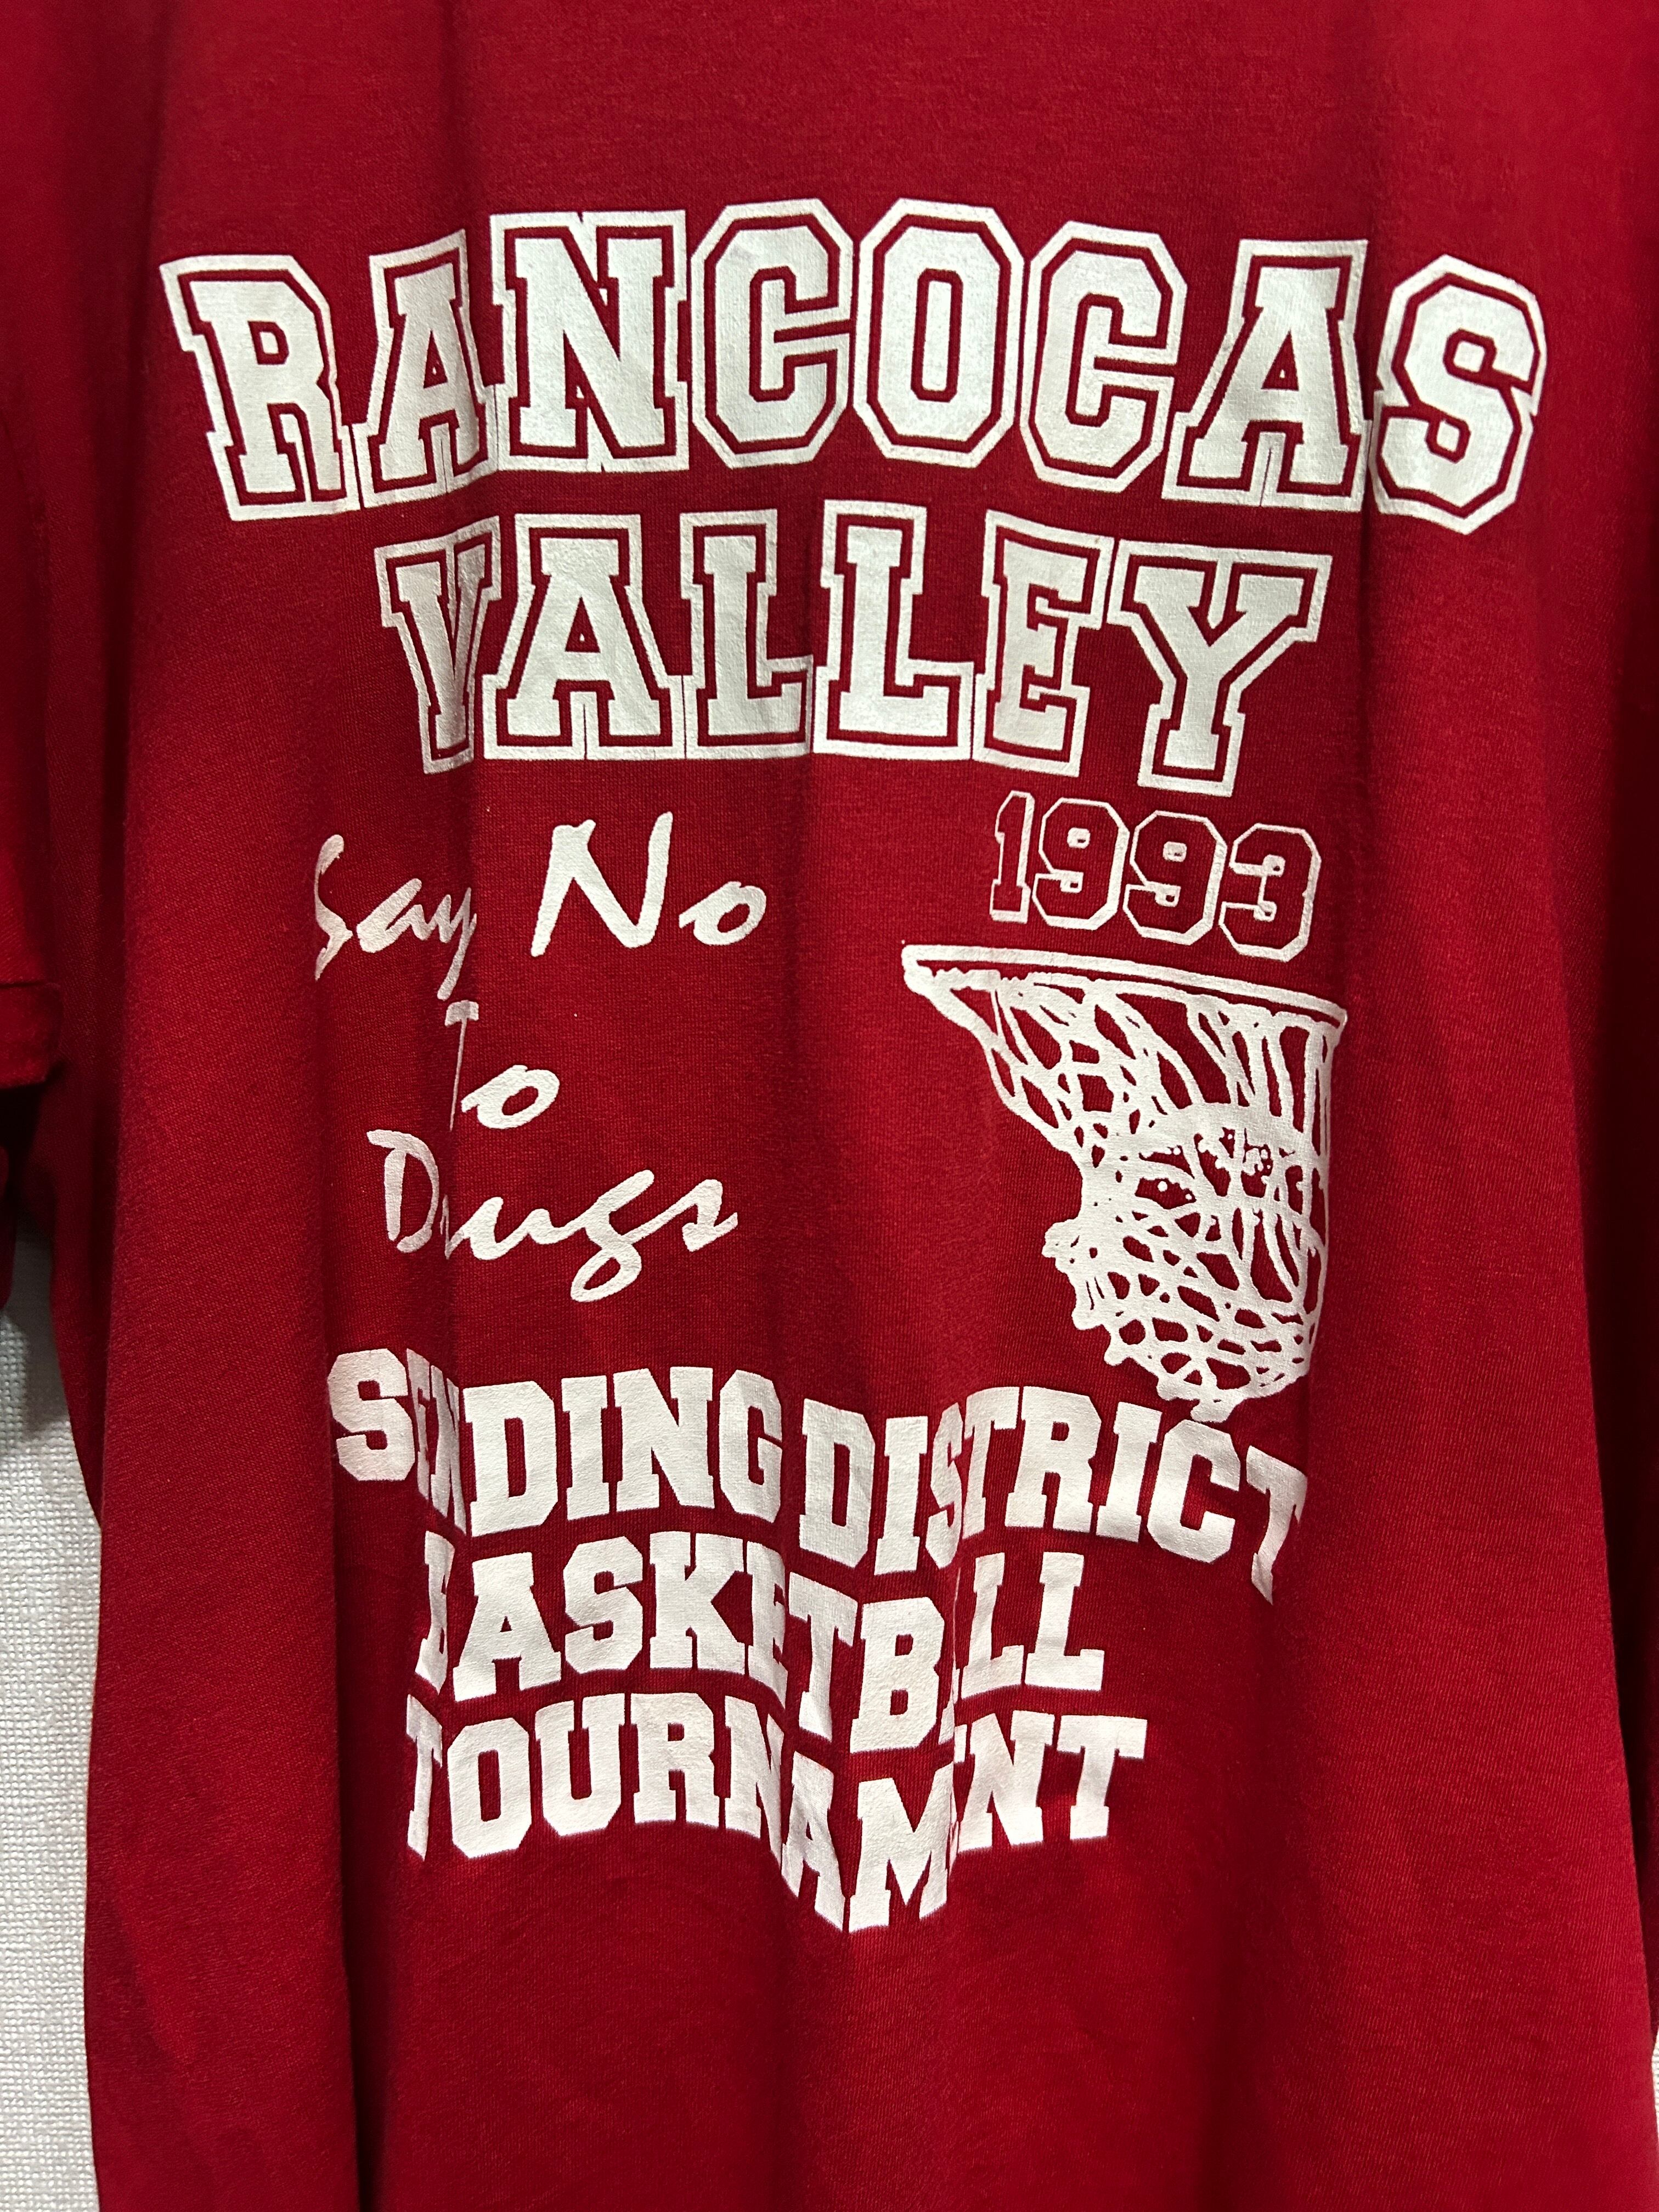 RANCOCAS
VALLEY
1993
Say No
To
Drugs
SENDING DISTRICT
BASKETBALL
TOURNAMENT